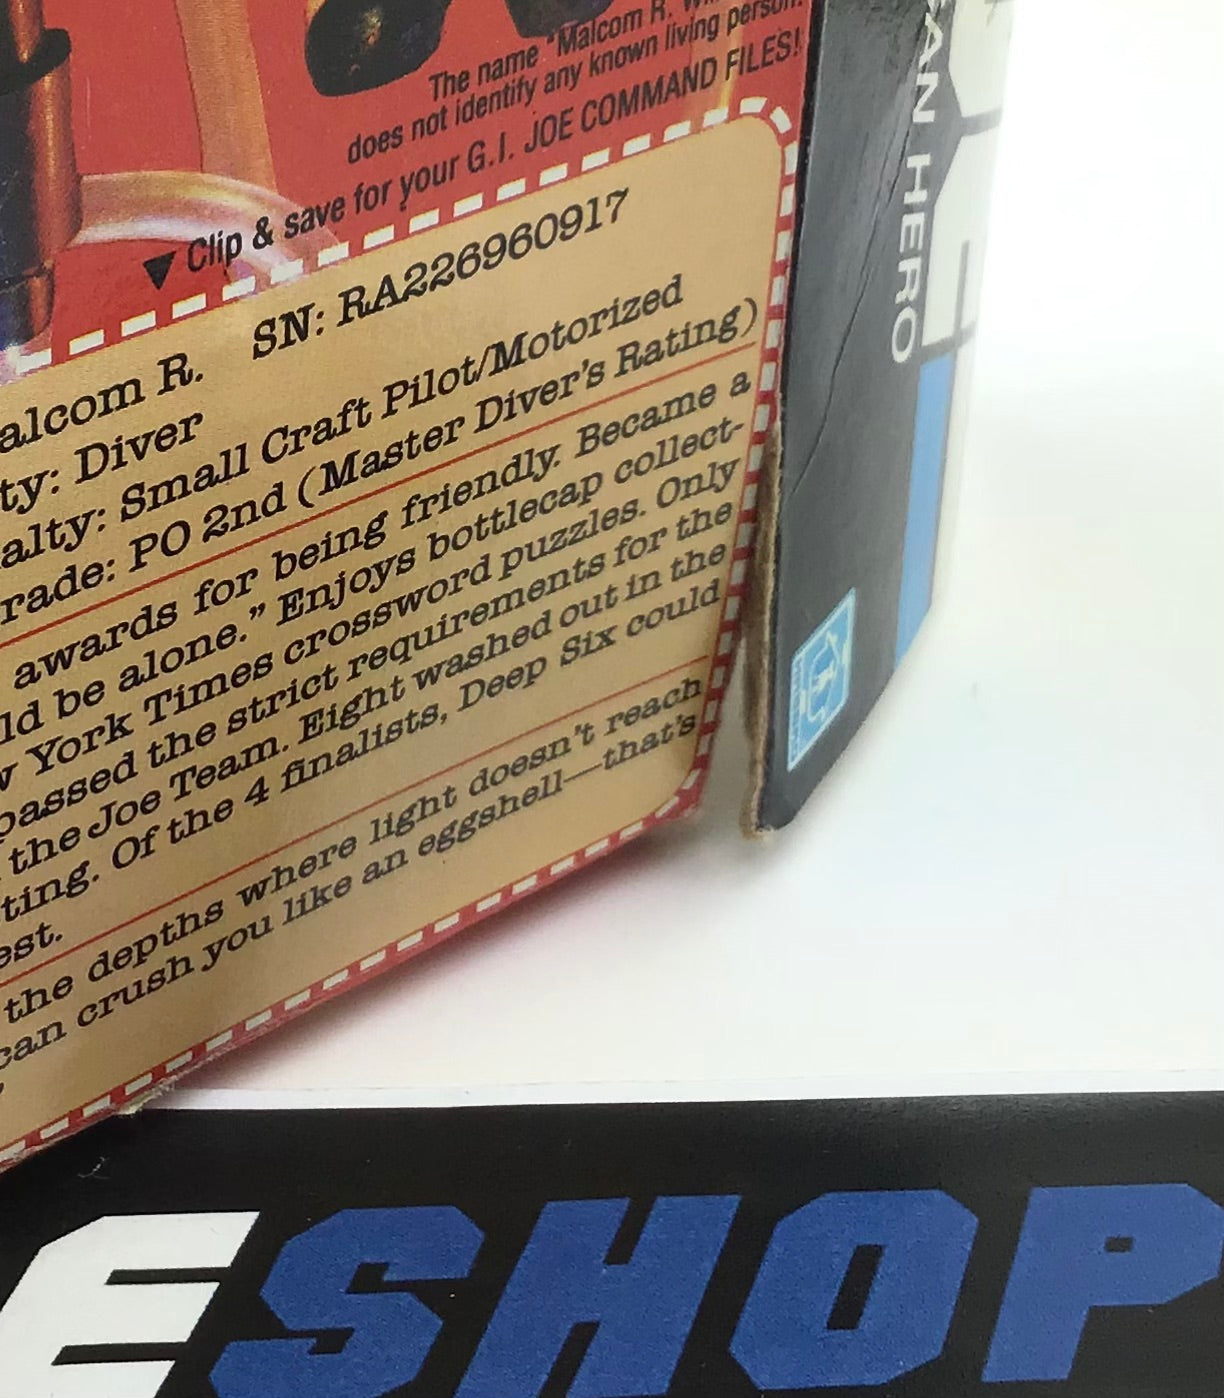 The name "Malcom R. Wil
does not identify any known living person.
▼ Clip & save for your G.I. JOE COMMAND FILES!
alcom R. SN: RA226960917
ty: Diver
alty: Small Craft Pilot/Motorized
rade: PO 2nd (Master Diver's Rating)
awards for being friendly. Became a
ld be alone." Enjoys bottlecap collect-
w York Times crossword puzzles. Only
passed the strict requirements for the
the Joe Team. Eight washed out in the
ting. Of the 4 finalists, Deep Six could
est.
the depths where light doesn't reach
can crush you like an eggshell—that's
EAN HERO
ESHOP